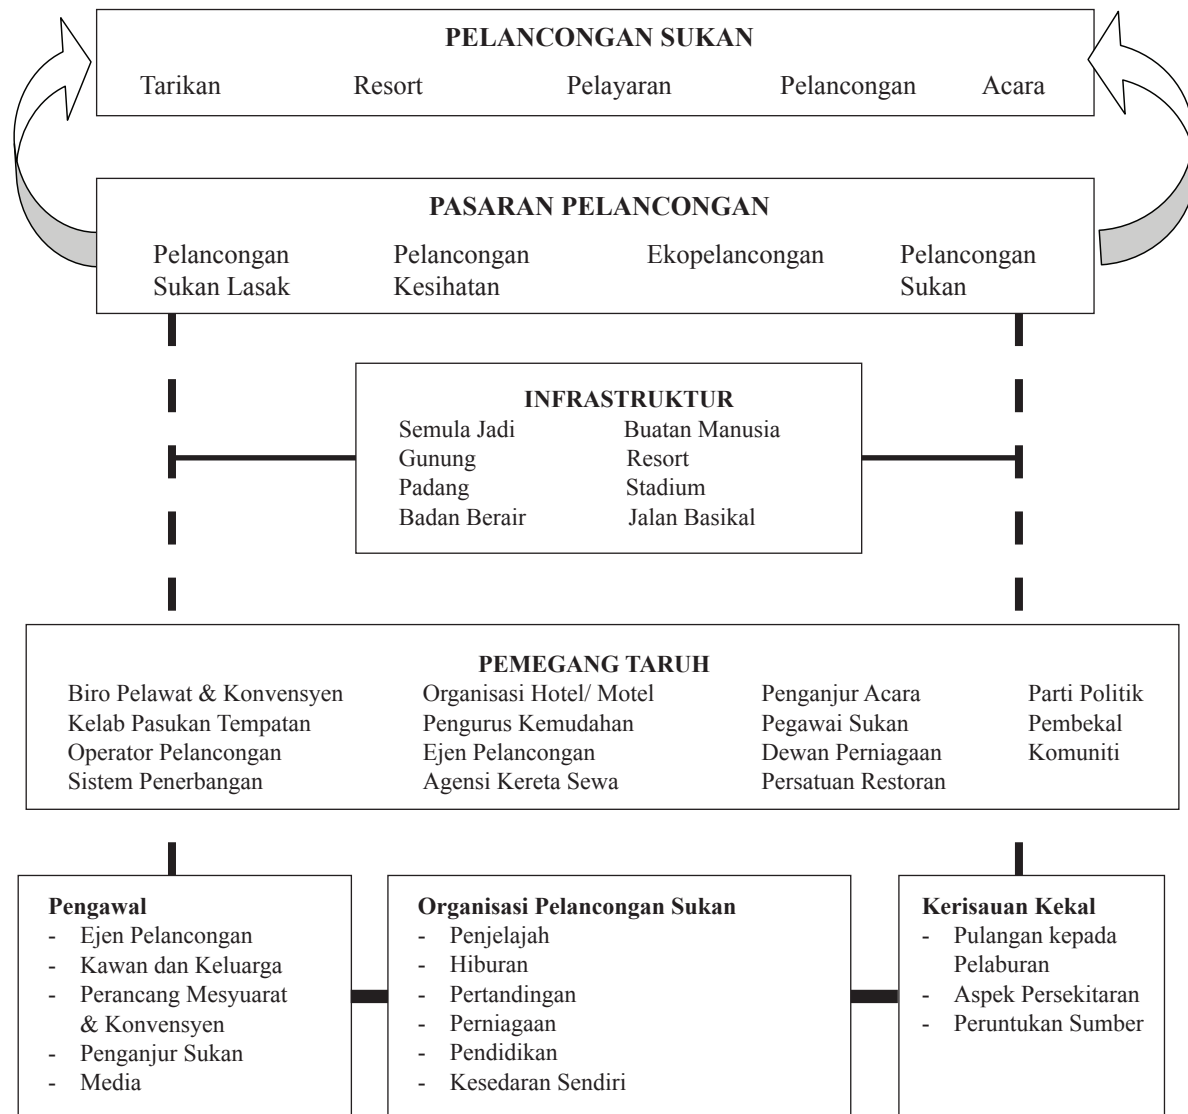 PELANCONGAN SUKAN
Tarikan Resort Pelayaran Pelancongan Acara
PASARAN PELANCONGAN
Pelancongan Sukan Lasak
Pelancongan Kesihatan
Ekopelancongan
Pelancongan Sukan
INFRASTRUKTUR
Semula Jadi Buatan Manusia
Gunung Resort
Padang Stadium
Badan Berair Jalan Basikal
PEMEGANG TARUH
Biro Pelawat & Konvensyen Organisasi Hotel/ Motel Penganjur Acara Parti Politik
Kelab Pasukan Tempatan Pengurus Kemudahan Pegawai Sukan Pembekal
Operator Pelancongan Ejen Pelancongan Dewan Perniagaan Komuniti
Sistem Penerbangan Agensi Kereta Sewa Persatuan Restoran
Pengawal
- Ejen Pelancongan
- Kawan dan Keluarga
- Perancang Mesyuarat
& Konvensyen
- Penganjur Sukan
- Media
Organisasi Pelancongan Sukan
- Penjelajah
- Hiburan
- Pertandingan
- Perniagaan
- Pendidikan
- Kesedaran Sendiri
Kerisauan Kekal
- Pulangan kepada
Pelaburan
- Aspek Persekitaran
- Peruntukan Sumber